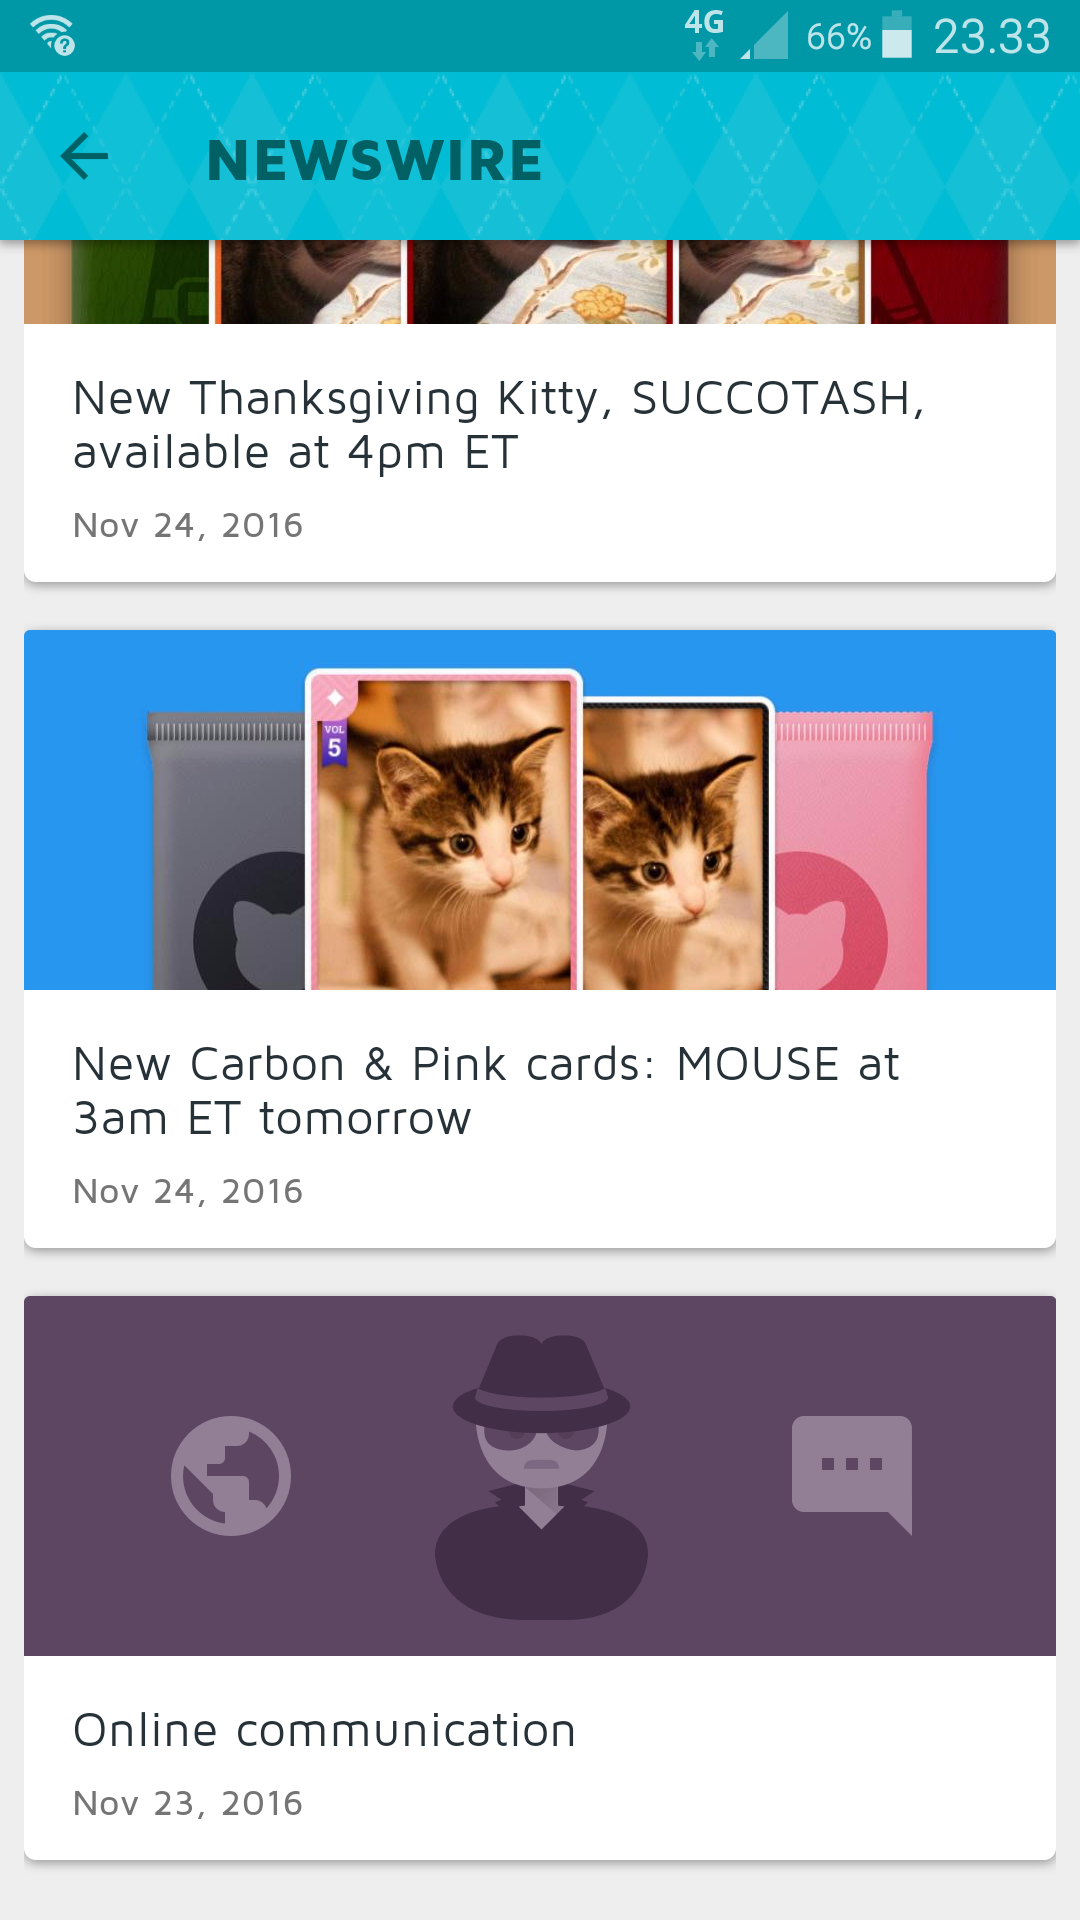 4G 66% 23.33
NEWSWIRE
New Thanksgiving Kitty, SUCCOTASH,
available at 4pm ET
Nov 24, 2016
VOL
5
New Carbon & Pink cards: MOUSE at
3am ET tomorrow
Nov 24, 2016
Online communication
Nov 23, 2016